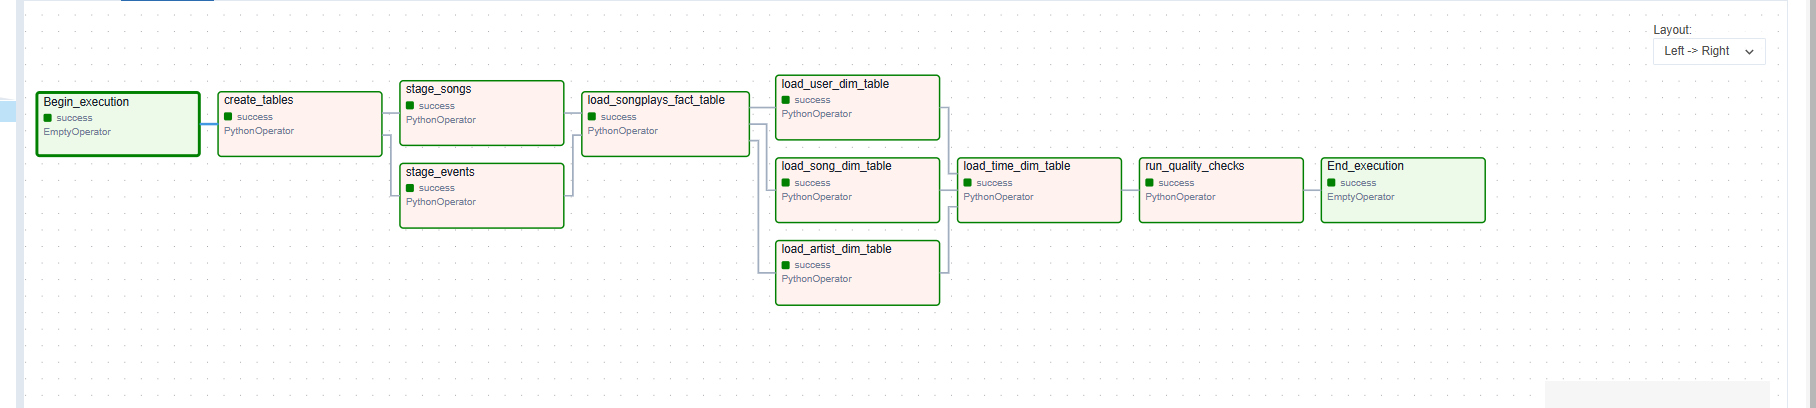 Layout:
Left -> Right
Begin_execution
success
EmptyOperator
create_tables
success
PythonOperator
stage_songs
success
PythonOperator
stage_events
success
PythonOperator
load_songplays_fact_table
success
PythonOperator
load_user_dim_table
success
PythonOperator
load_song_dim_table
success
PythonOperator
load_artist_dim_table
success
PythonOperator
load_time_dim_table
success
PythonOperator
run_quality_checks
success
PythonOperator
End_execution
success
EmptyOperator